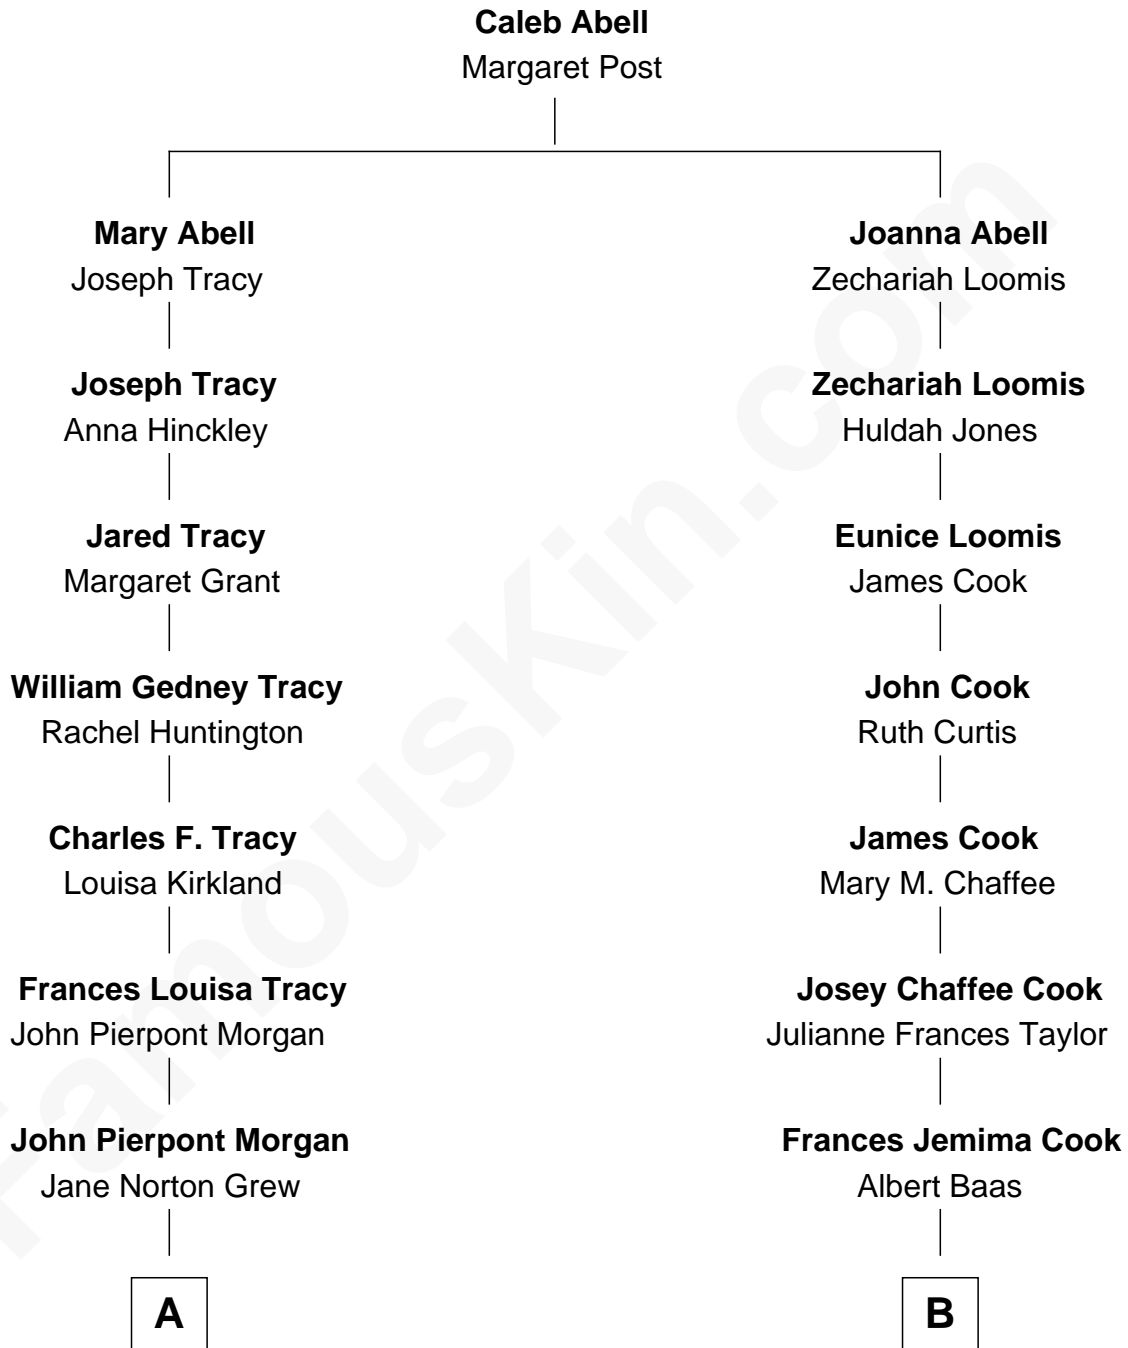 Caleb Abell
Margaret Post
Mary Abell
Joseph Tracy
Joanna Abell
Zechariah Loomis
Joseph Tracy
Anna Hinckley
Zechariah Loomis
Huldah Jones
Jared Tracy
Margaret Grant
Eunice Loomis
James Cook
William Gedney Tracy
Rachel Huntington
John Cook
Ruth Curtis
Charles F. Tracy
Louisa Kirkland
James Cook
Mary M. Chaffee
Frances Louisa Tracy
John Pierpont Morgan
Josey Chaffee Cook
Julianne Frances Taylor
John Pierpont Morgan
Jane Norton Grew
Frances Jemima Cook
Albert Baas
A
B
FamousKin.com